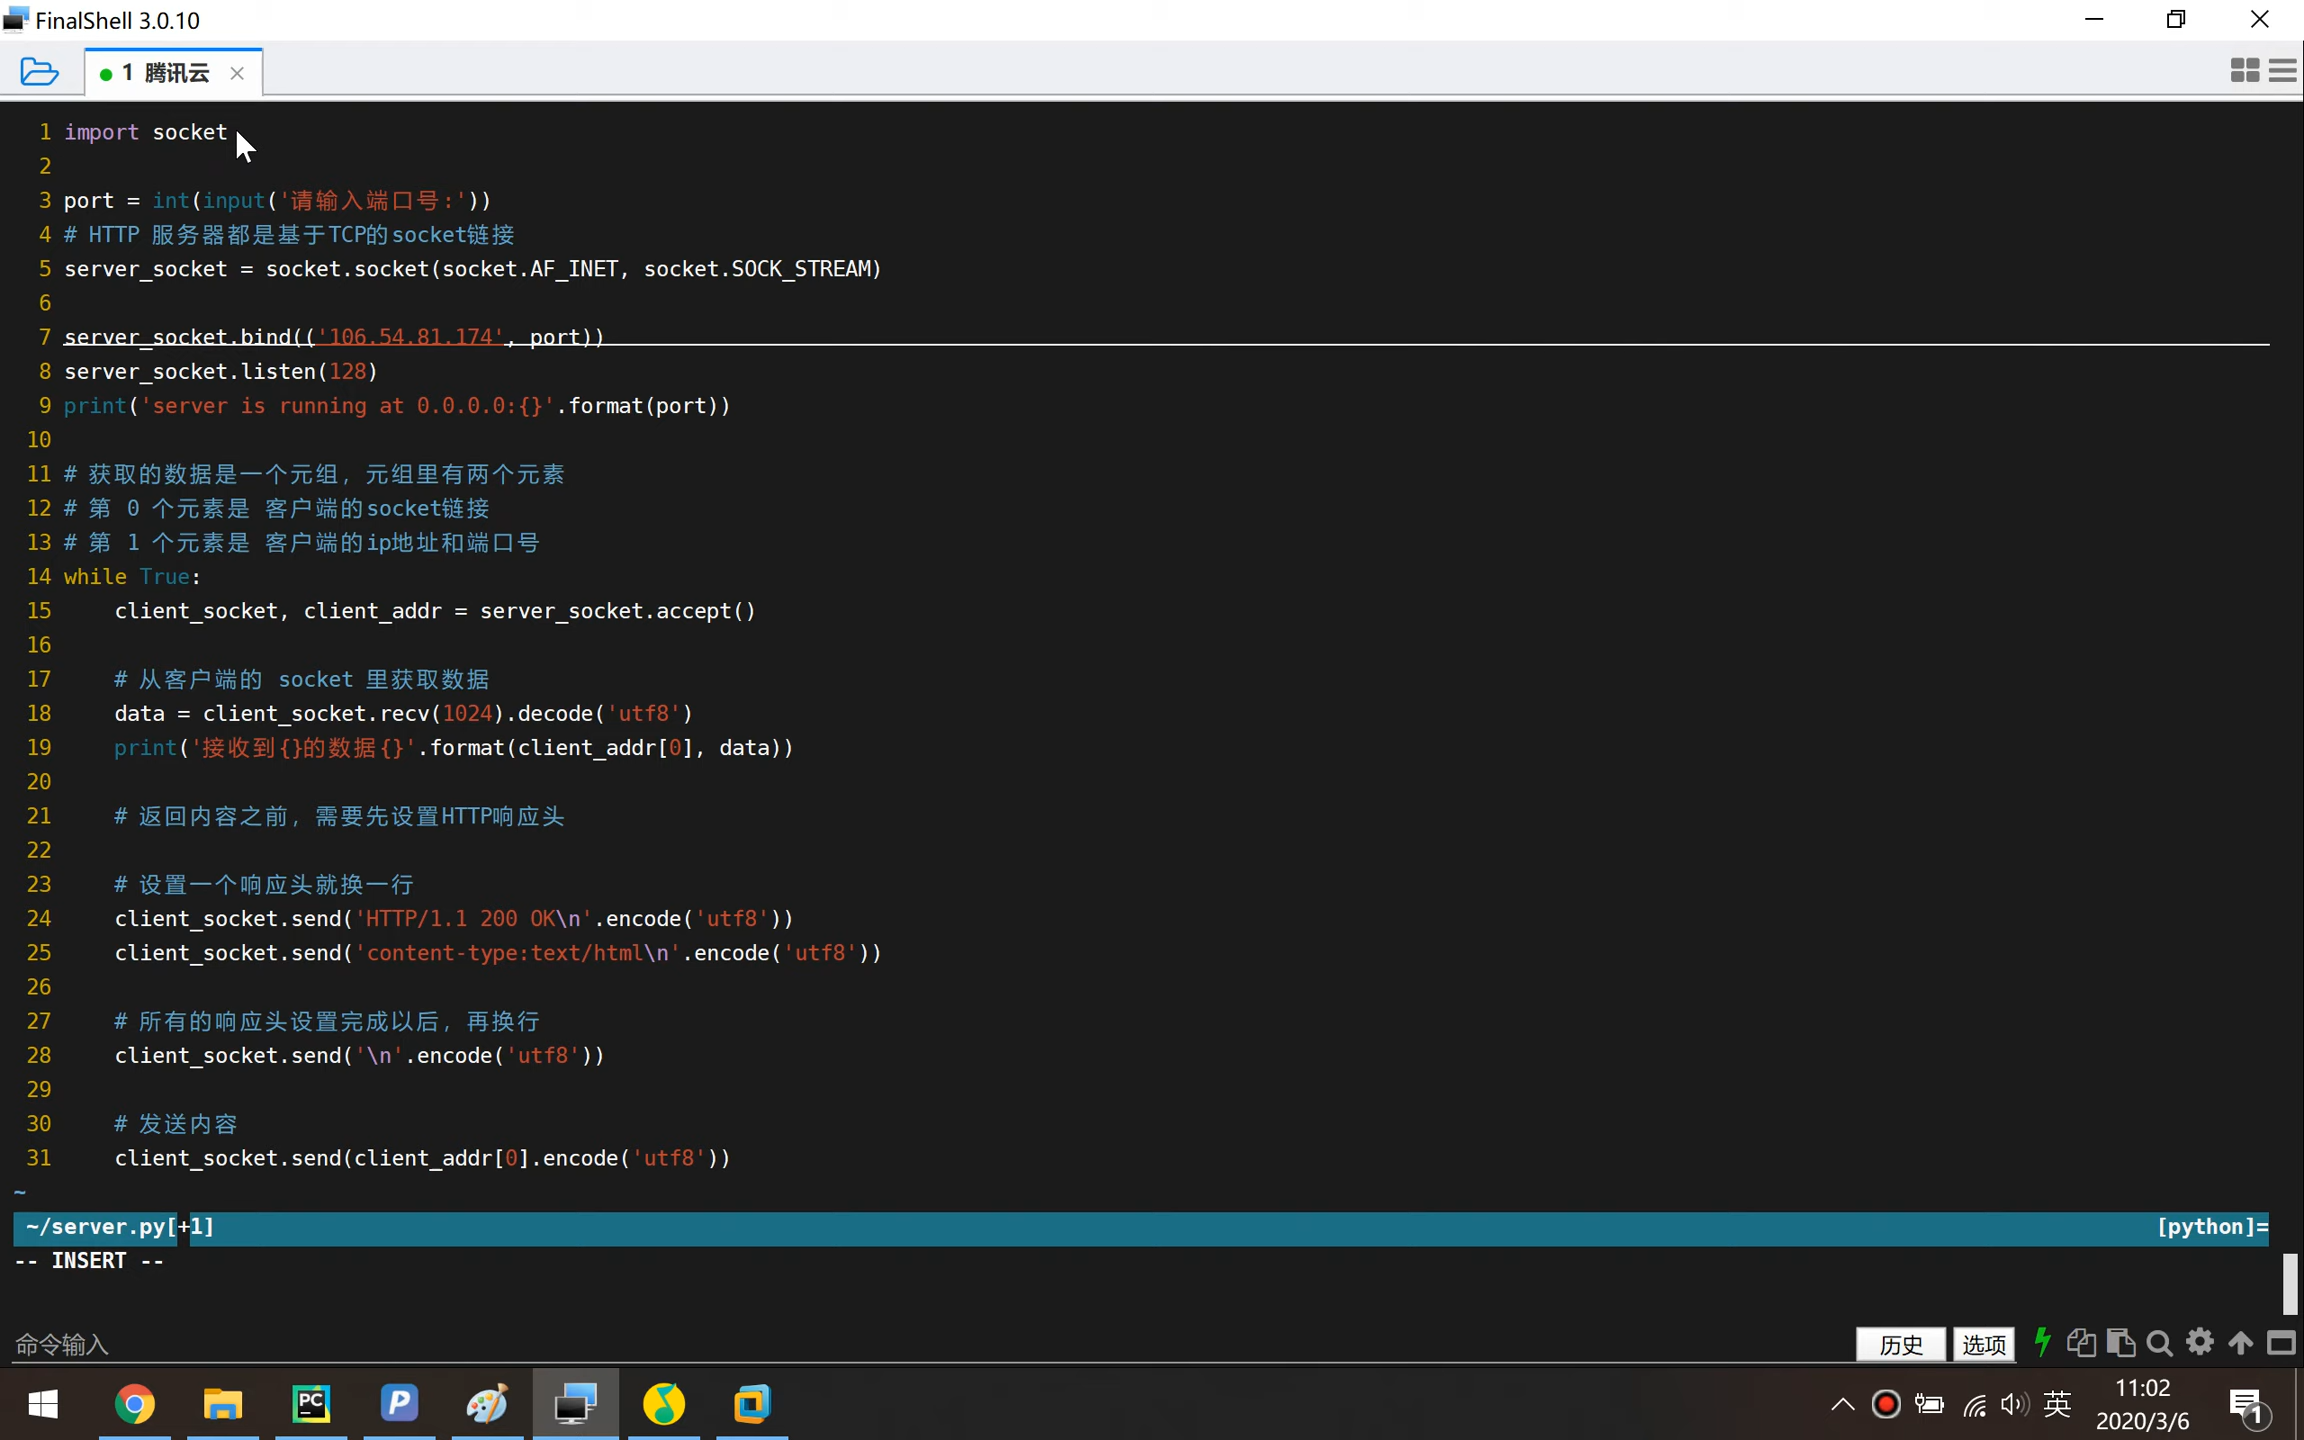 FinalShell 3.0.10
1 腾讯云
1 import socket
2
3 port = int(input('请输入端口号:'))
4 # HTTP 服务器都是基于TCP的socket链接
5 server_socket = socket.socket(socket.AF_INET, socket.SOCK_STREAM)
6
7 server_socket.bind(('106.54.81.174', port))
8 server_socket.listen(128)
9 print('server is running at 0.0.0.0:{}'.format(port))
10
11 # 获取的数据是一个元组，元组里有两个元素
12 # 第 0 个元素是 客户端的socket链接
13 # 第 1 个元素是 客户端的ip地址和端口号
14 while True:
15     client_socket, client_addr = server_socket.accept()
16
17     # 从客户端的 socket 里获取数据
18     data = client_socket.recv(1024).decode('utf8')
19     print('接收到{}的数据{}'.format(client_addr[0], data))
20
21     # 返回内容之前，需要先设置HTTP响应头
22
23     # 设置一个响应头就换一行
24     client_socket.send('HTTP/1.1 200 OK\n'.encode('utf8'))
25     client_socket.send('content-type:text/html\n'.encode('utf8'))
26
27     # 所有的响应头设置完成以后，再换行
28     client_socket.send('\n'.encode('utf8'))
29
30     # 发送内容
31     client_socket.send(client_addr[0].encode('utf8'))
~
~/server.py[+1] [python]=
-- INSERT --
命令输入 历史 选项
PC P 英 11:02
2020/3/6 1